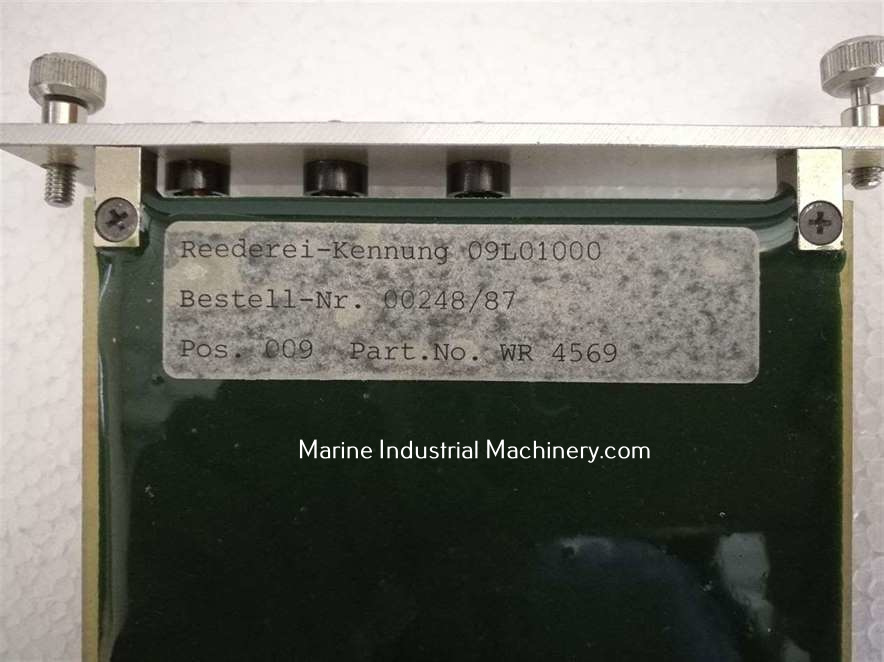 Reederei-Kennung 09L01000
Bestell-Nr. 00248/87
Pos. 009 Part.No. WR 4569
Marine Industrial Machinery.com